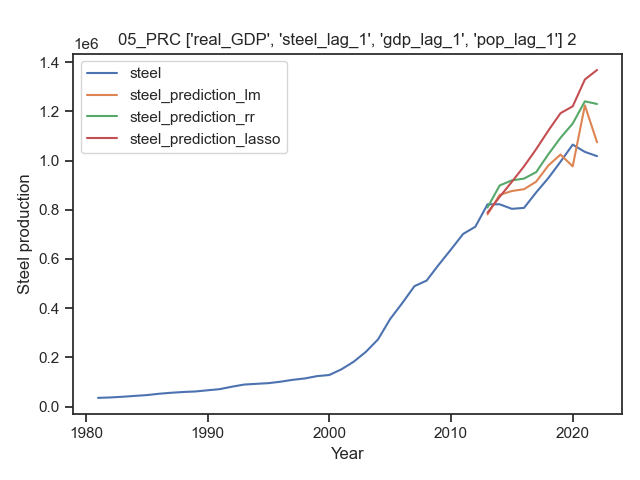 05_PRC ['real_GDP', 'steel_lag_1', 'gdp_lag_1', 'pop_lag_1'] 2
1e6
steel
steel_prediction_lm
steel_prediction_rr
steel_prediction_lasso
1.4
1.2
1.0
0.8
0.6
0.4
0.2
0.0
Steel production
1980
1990
2000
2010
2020
Year